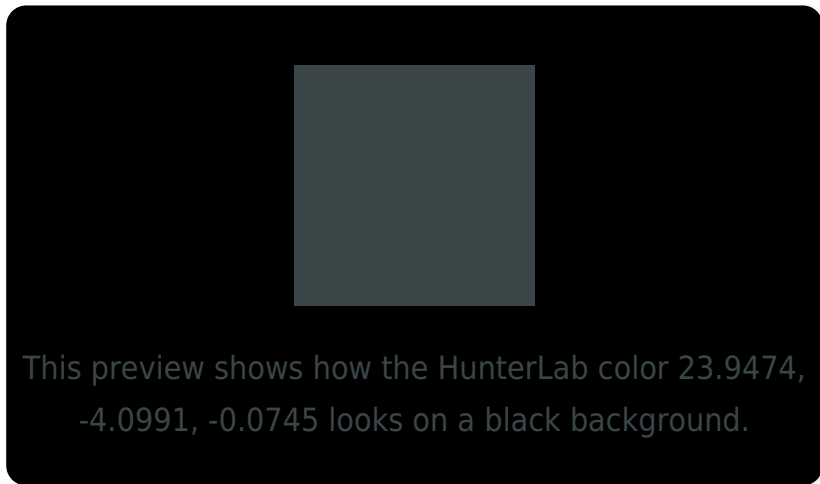 This preview shows how the HunterLab color 23.9474,
-4.0991, -0.0745 looks on a black background.